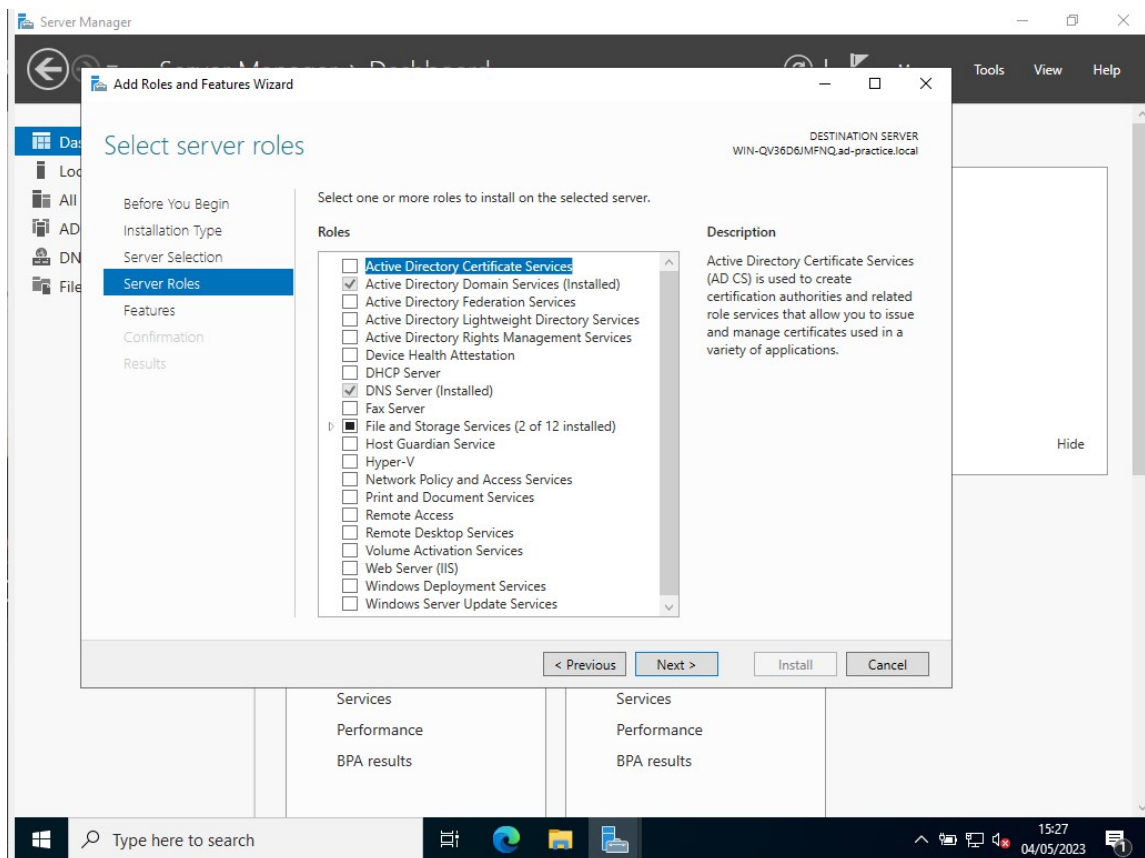 Server Manager
Tools
View
Help
Add Roles and Features Wizard
Select server roles
DESTINATION SERVER
WIN-QV36D6JMFNQ.ad-practice.local
Before You Begin
Installation Type
Server Selection
Server Roles
Features
Confirmation
Results
Select one or more roles to install on the selected server.
Roles
Active Directory Certificate Services
Active Directory Domain Services (Installed)
Active Directory Federation Services
Active Directory Lightweight Directory Services
Active Directory Rights Management Services
Device Health Attestation
DHCP Server
DNS Server (Installed)
Fax Server
File and Storage Services (2 of 12 installed)
Host Guardian Service
Hyper-V
Network Policy and Access Services
Print and Document Services
Remote Access
Remote Desktop Services
Volume Activation Services
Web Server (IIS)
Windows Deployment Services
Windows Server Update Services
Description
Active Directory Certificate Services
(AD CS) is used to create
certification authorities and related
role services that allow you to issue
and manage certificates used in a
variety of applications.
All
AD
DN
File
Hide
< Previous
Next >
Install
Cancel
Services
Performance
BPA results
Services
Performance
BPA results
Type here to search
15:27
04/05/2023
1